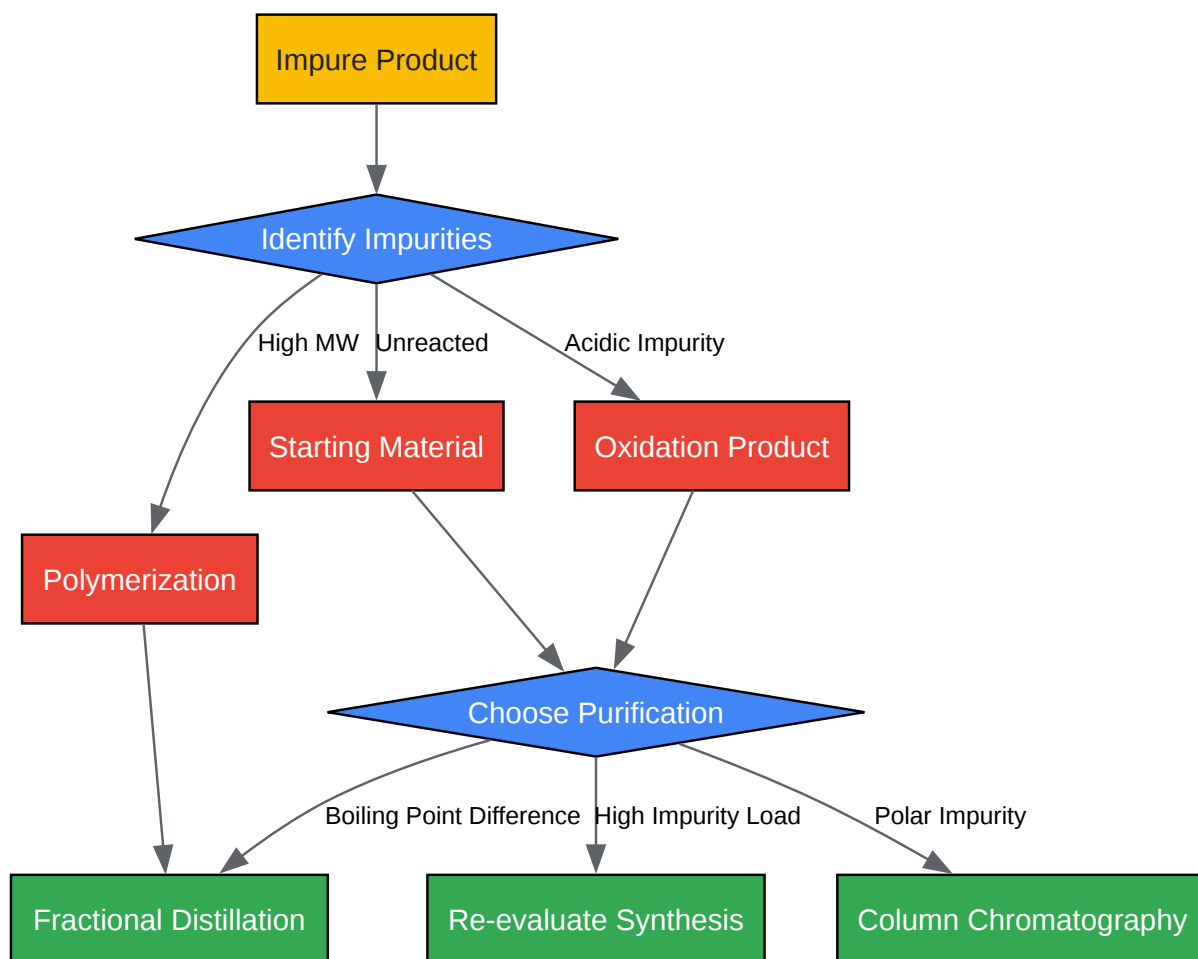 Impure Product
Identify Impurities
High MW
Unreacted
Acidic Impurity
Starting Material
Oxidation Product
Polymerization
Choose Purification
Boiling Point Difference
High Impurity Load
Polar Impurity
Fractional Distillation
Re-evaluate Synthesis
Column Chromatography